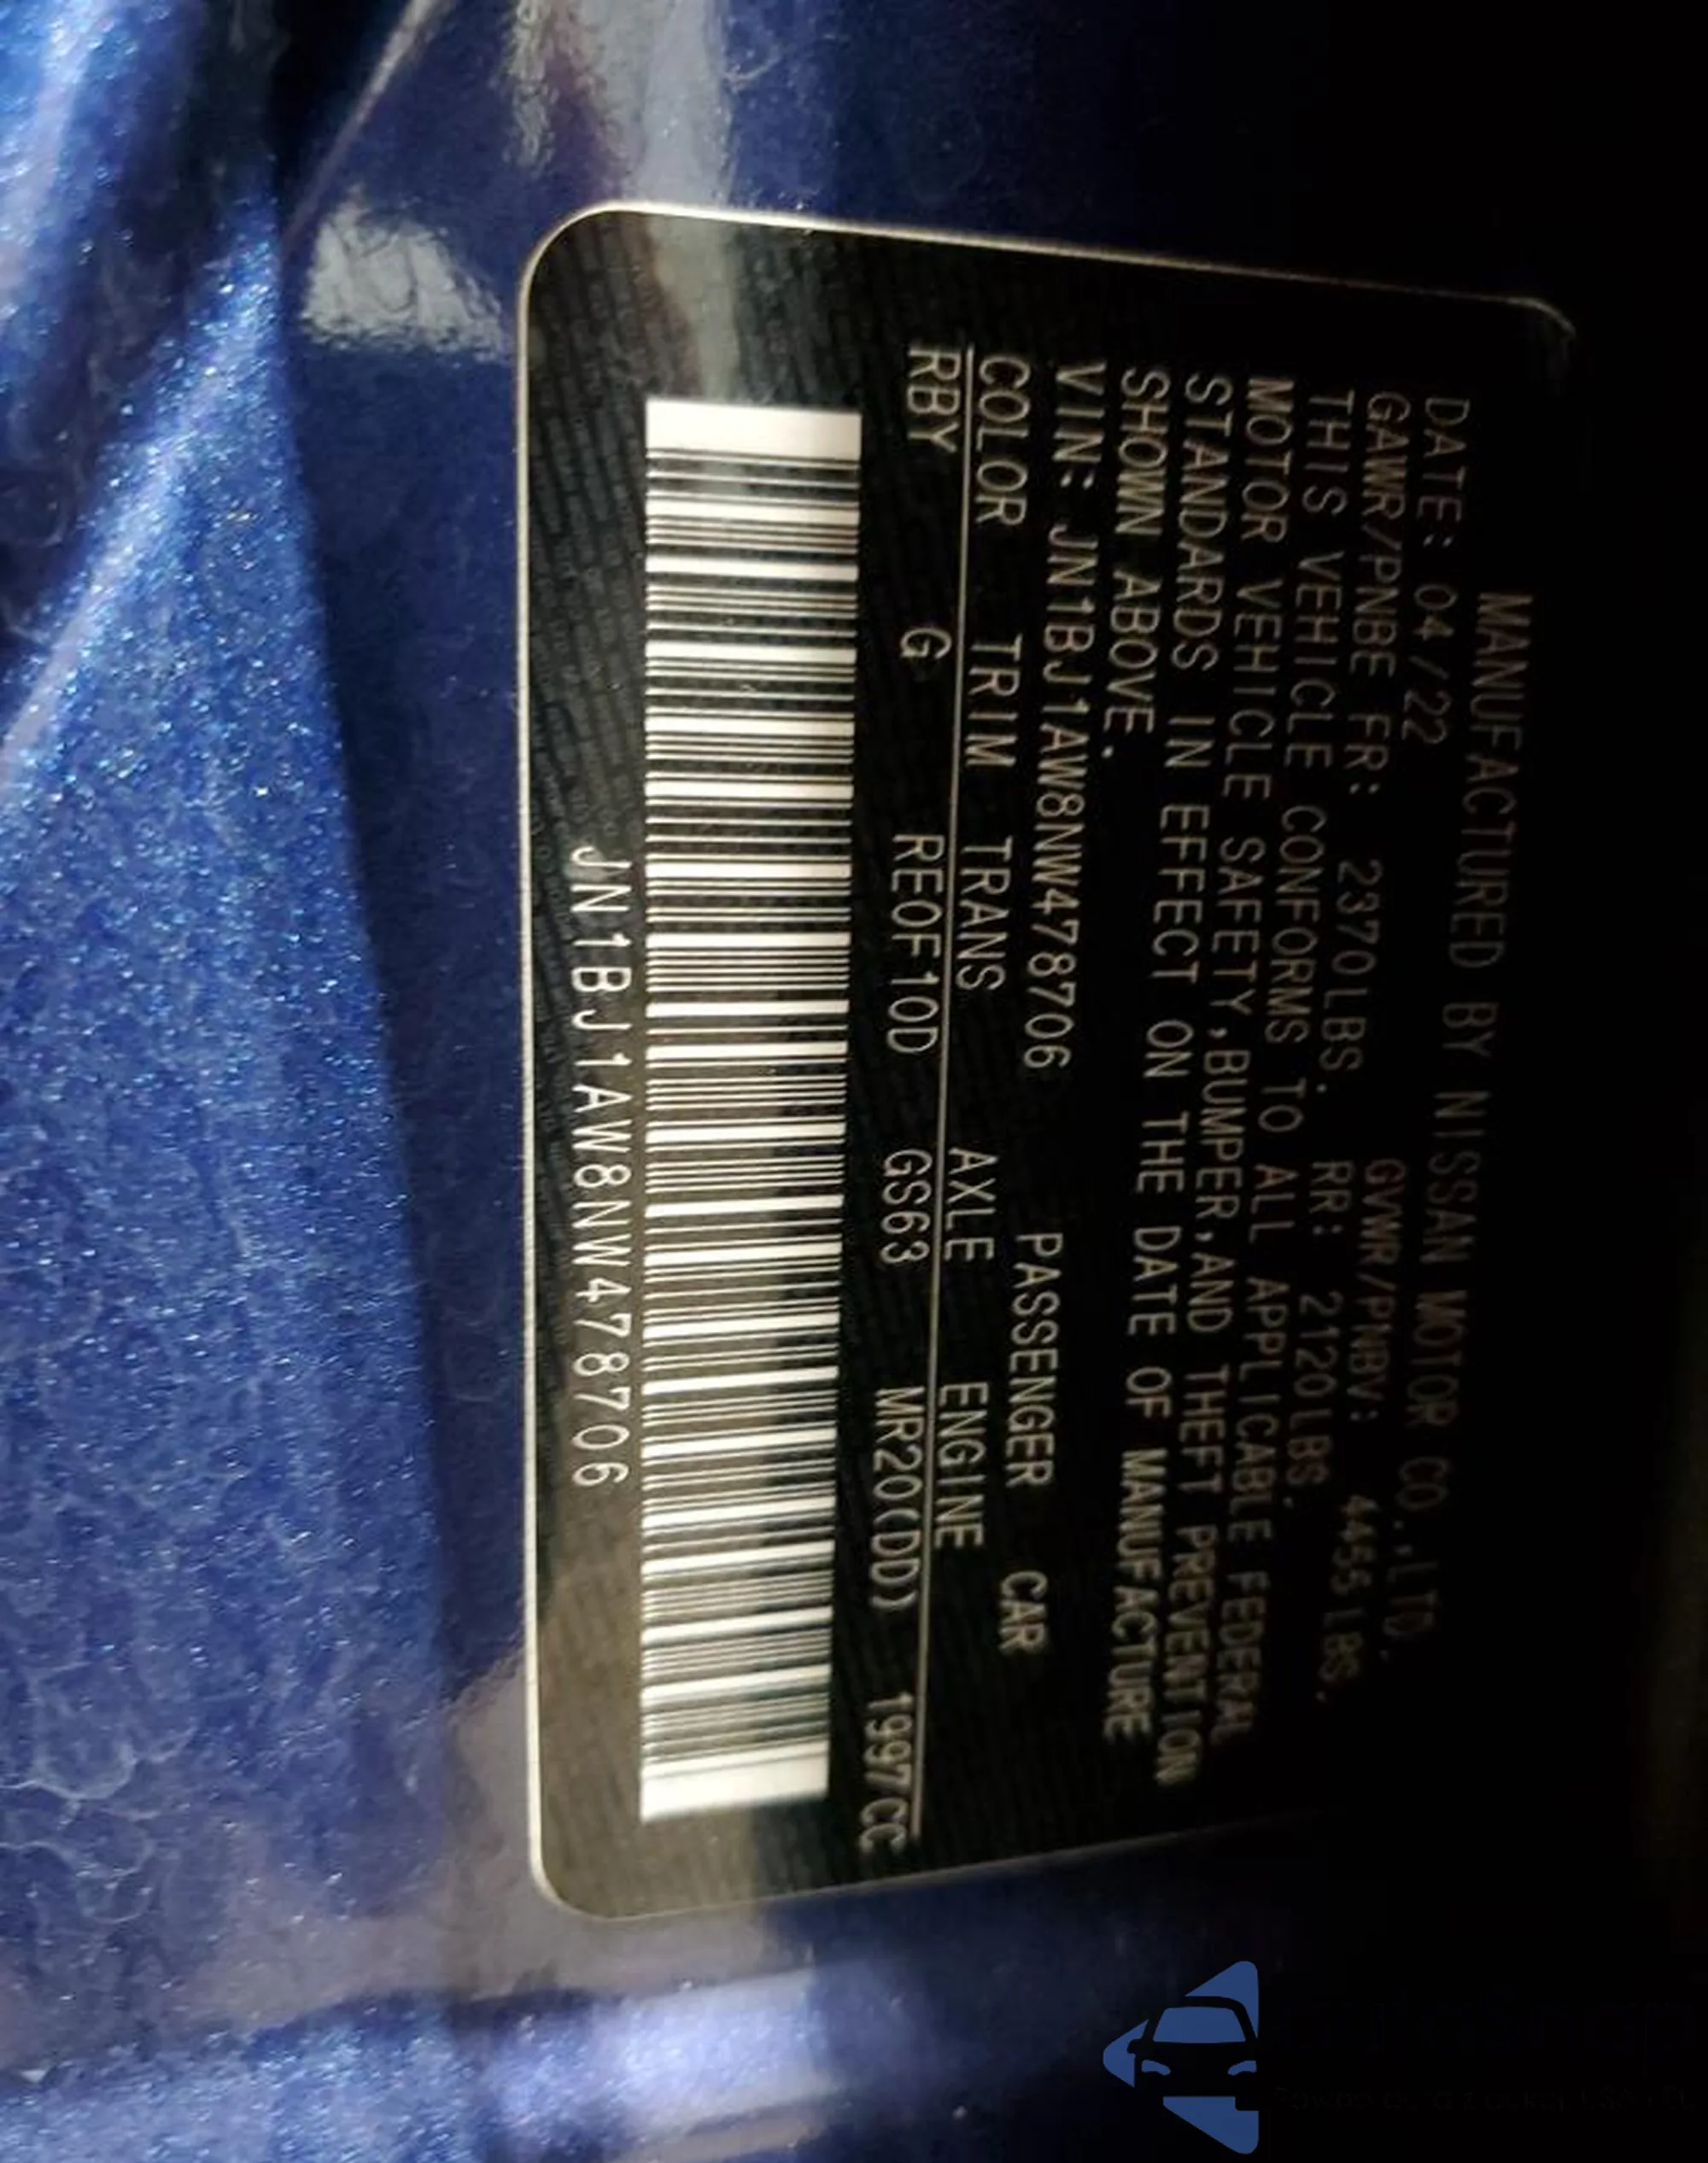 MANUFACTURED BY NISSAN MOTOR CO.,LTD.
DATE: 04/22 GVWR/PNBV: 4455LBS.
GAWR/PNBE FR: 2370LBS. RR: 2120LBS.
THIS VEHICLE CONFORMS TO ALL APPLICABLE FEDERAL
MOTOR VEHICLE SAFETY,BUMPER,AND THEFT PREVENTION
STANDARDS IN EFFECT ON THE DATE OF MANUFACTURE
SHOWN ABOVE.
VIN: JN1BJ1AW8NW478706 PASSENGER CAR
COLOR TRIM TRANS AXLE ENGINE
RBY G REOF10D GS63 MR20(DD) 1997CC
JN1BJ1AW8NW478706